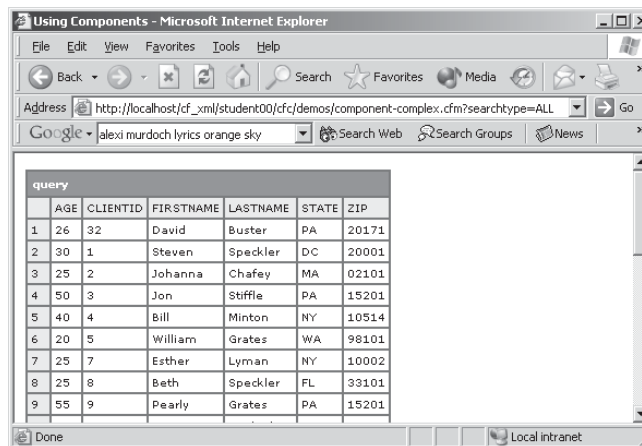 Using Components - Microsoft Internet Explorer
File Edit View Favorites Tools Help
Back Search Favorites Media
Address http://localhost/cf_xml/student00/cfc/demos/component-complex.cfm?searchtype=ALL Go
Google alexi murdoch lyrics orange sky Search Web Search Groups News
query
AGE CLIENTID FIRSTNAME LASTNAME STATE ZIP
1 26 32 David Buster PA 20171
2 30 1 Steven Speckler DC 20001
3 25 2 Johanna Chafey MA 02101
4 50 3 Jon Stiffle PA 15201
5 40 4 Bill Minton NY 10514
6 20 5 William Grates WA 98101
7 25 7 Esther Lyman NY 10002
8 25 8 Beth Speckler FL 33101
9 55 9 Pearly Grates PA 15201
Done Local intranet